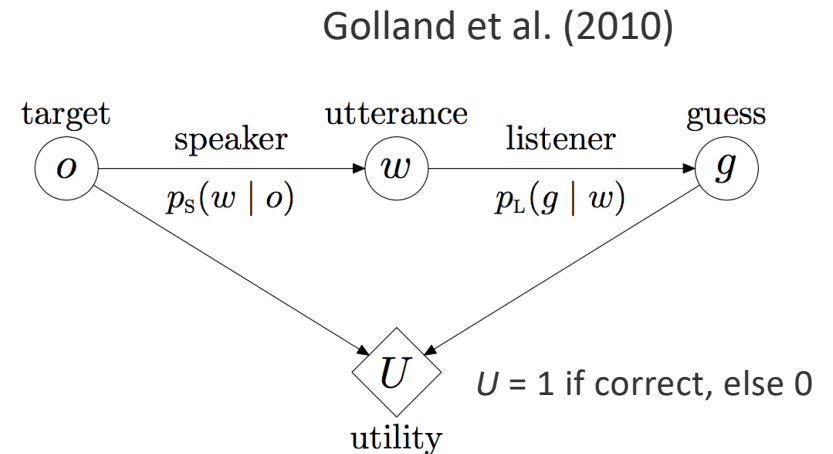 Golland et al. (2010)
target
utterance
guess
speaker
listener
o
w
g
pS(w | o)
pL(g | w)
U
U = 1 if correct, else 0
utility